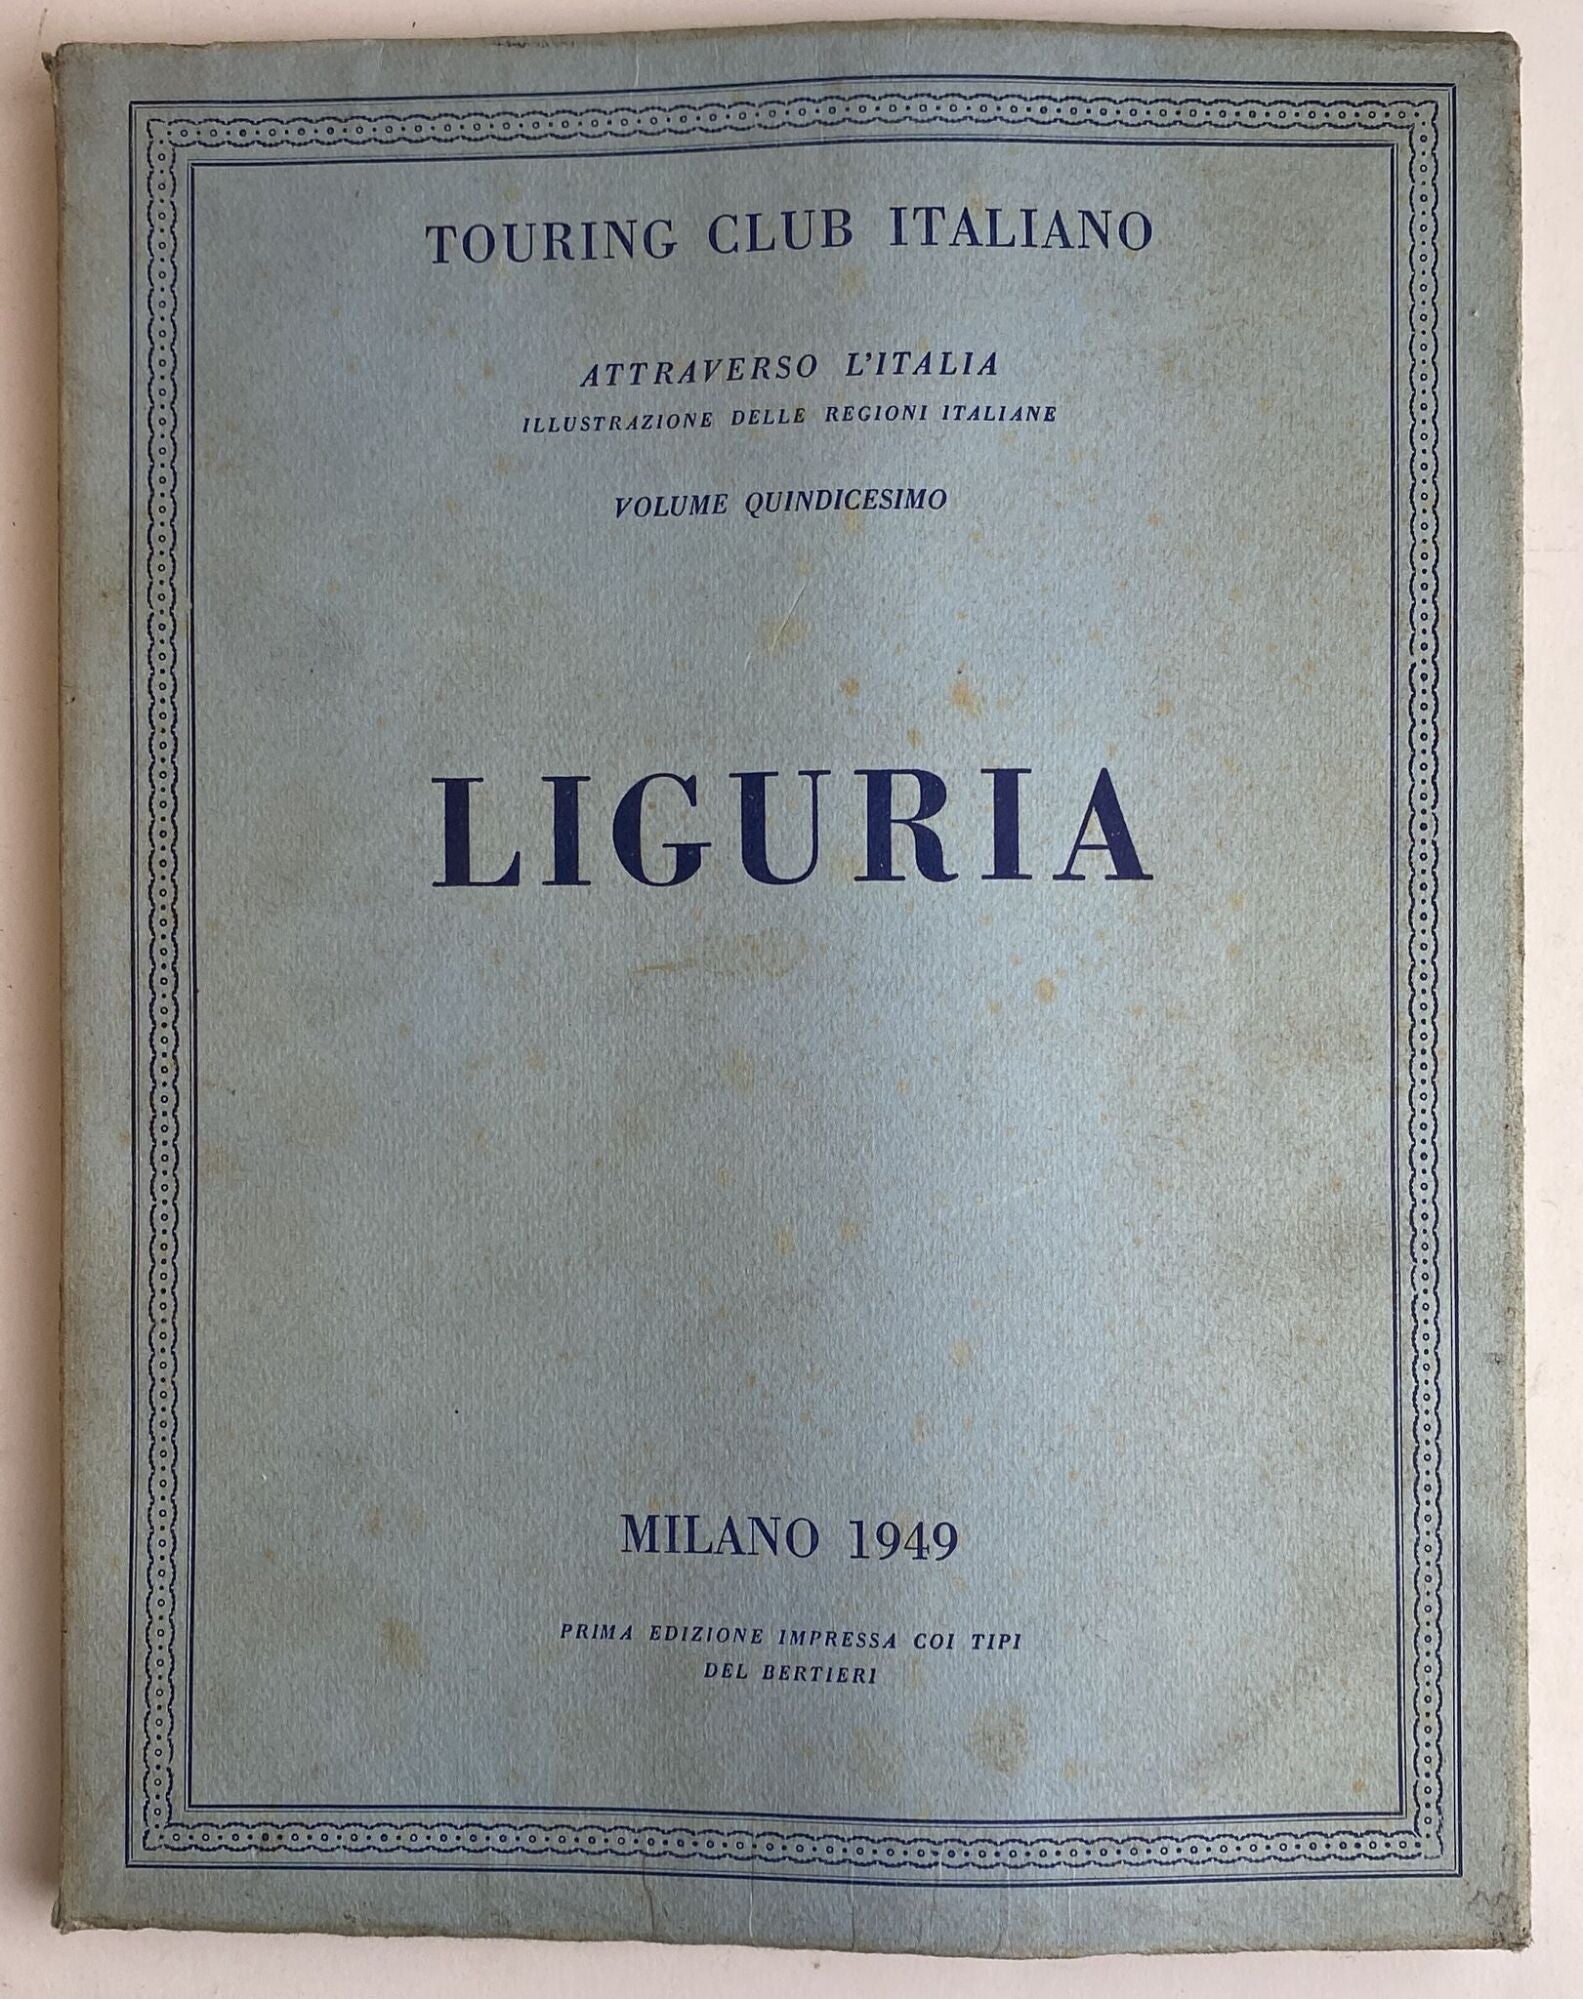 TOURING CLUB ITALIANO
ATTRAVERSO L'ITALIA
ILLUSTRAZIONE DELLE REGIONI ITALIANE
VOLUME QUINDICESIMO
LIGURIA
MILANO 1949
PRIMA EDIZIONE IMPRESSA COI TIPI
DEL BERTIERI